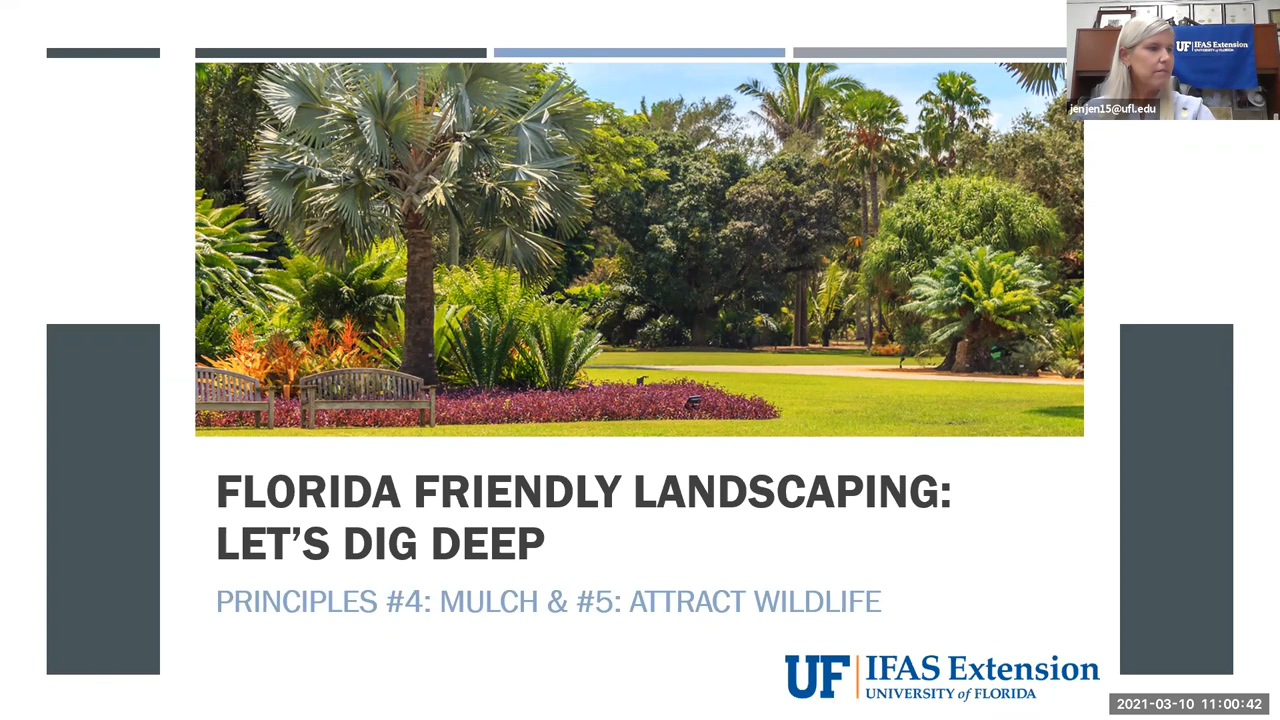 UF IFAS Extension
UNIVERSITY of FLORIDA
jenjen15@ufl.edu
FLORIDA FRIENDLY LANDSCAPING:
LET’S DIG DEEP
PRINCIPLES #4: MULCH & #5: ATTRACT WILDLIFE
UF IFAS Extension
UNIVERSITY of FLORIDA
2021-03-10 11:00:42